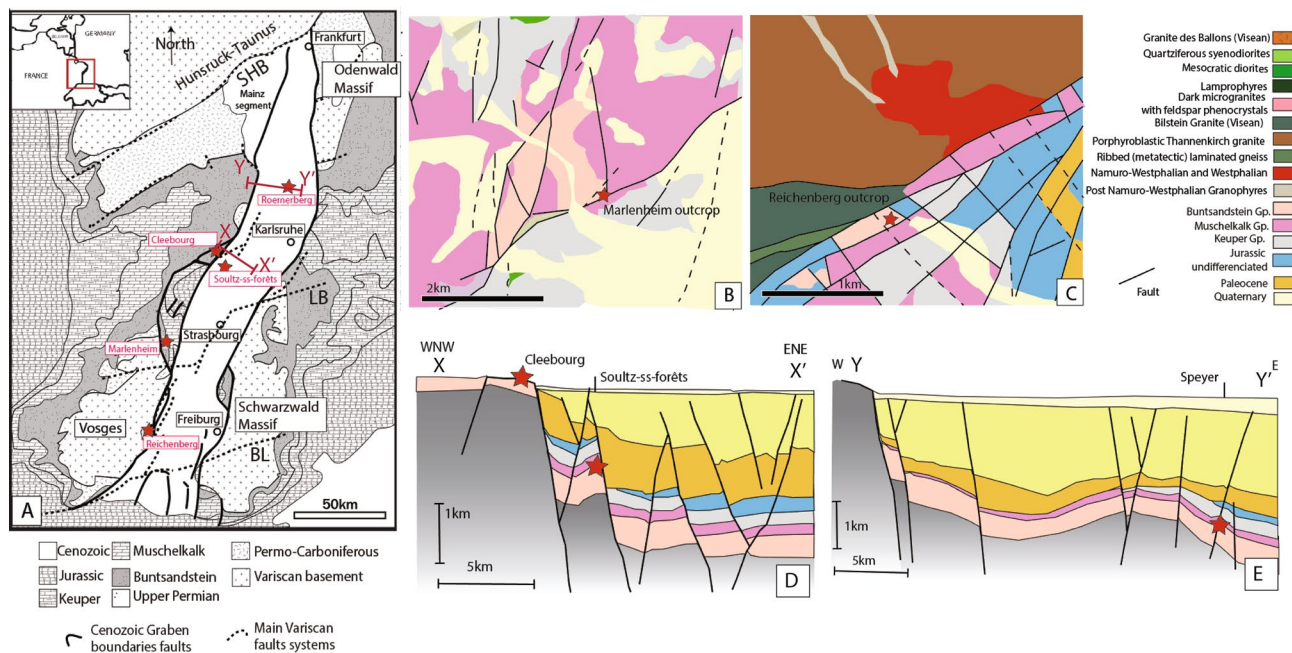 BELGIUM
GERMANY
FRANCE
North
Hunsruck-Taunus
SHB
Mainz
segment
Frankfurt
Odenwald
Massif
Y
Y'
Roemerberg
Karlsruhe
Cleebourg
X
X'
Soultz-ss-forêts
LB
Strasbourg
Marlenheim
Vosges
Freiburg
Schwarzwald
Massif
Reichenberg
BL
A
50km
Cenozoic
Muschelkalk
Permo-Carboniferous
Jurassic
Buntsandstein
Variscan basement
Keuper
Upper Permian
Cenozoic Graben
boundaries faults
Main Variscan
faults systems
Marlenheim outcrop
2km
B
Reichenberg outcrop
1km
C
Granite des Ballons (Visean)
Quartziferous syenodiorites
Mesocratic diorites
Lamprophyres
Dark microgranites
with feldspar phenocrystals
Bilstein Granite (Visean)
Porphyroblastic Thannenkirch granite
Ribbed (metatectic) laminated gneiss
Namuro-Westphalian and Westphalian
Post Namuro-Westphalian Granophyres
Buntsandstein Gp.
Muschelkalk Gp.
Keuper Gp.
Jurassic
undifferenciated
Paleocene
Quaternary
Fault
WNW
X
Cleebourg
Soultz-ss-forêts
ENE
X'
1km
5km
D
W
Y
Speyer
Y'
E
1km
5km
E